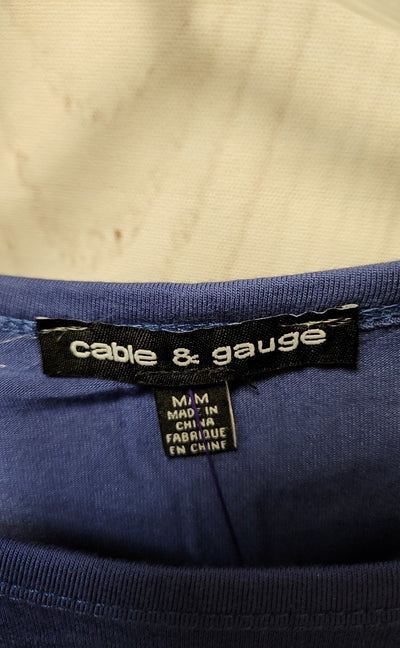 cable & gauge
M/M
MADE IN
CHINA
FABRIQUE
EN CHINE